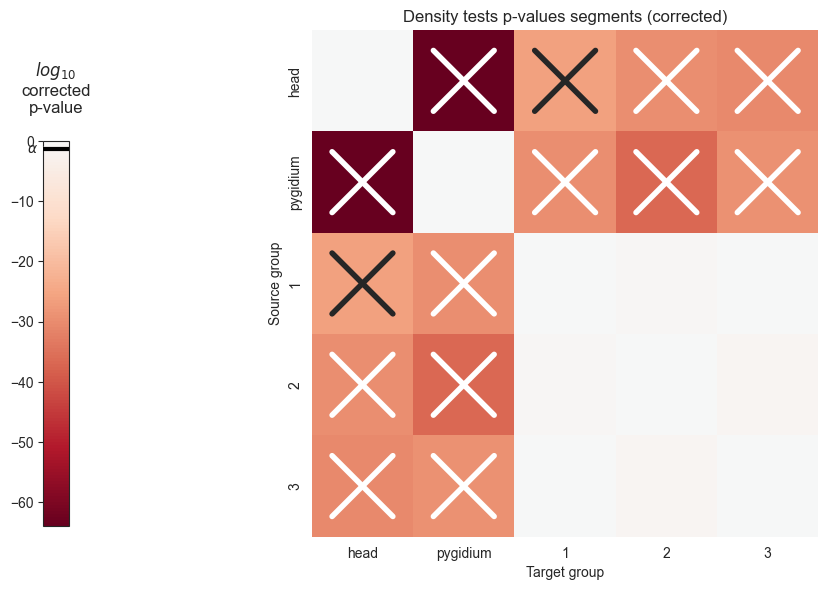 Density tests p-values segments (corrected)
log10
corrected
p-value
0
α
−10
−20
−30
−40
−50
−60
Source group
head
pygidium
1
2
3
head pygidium 1 2 3
Target group